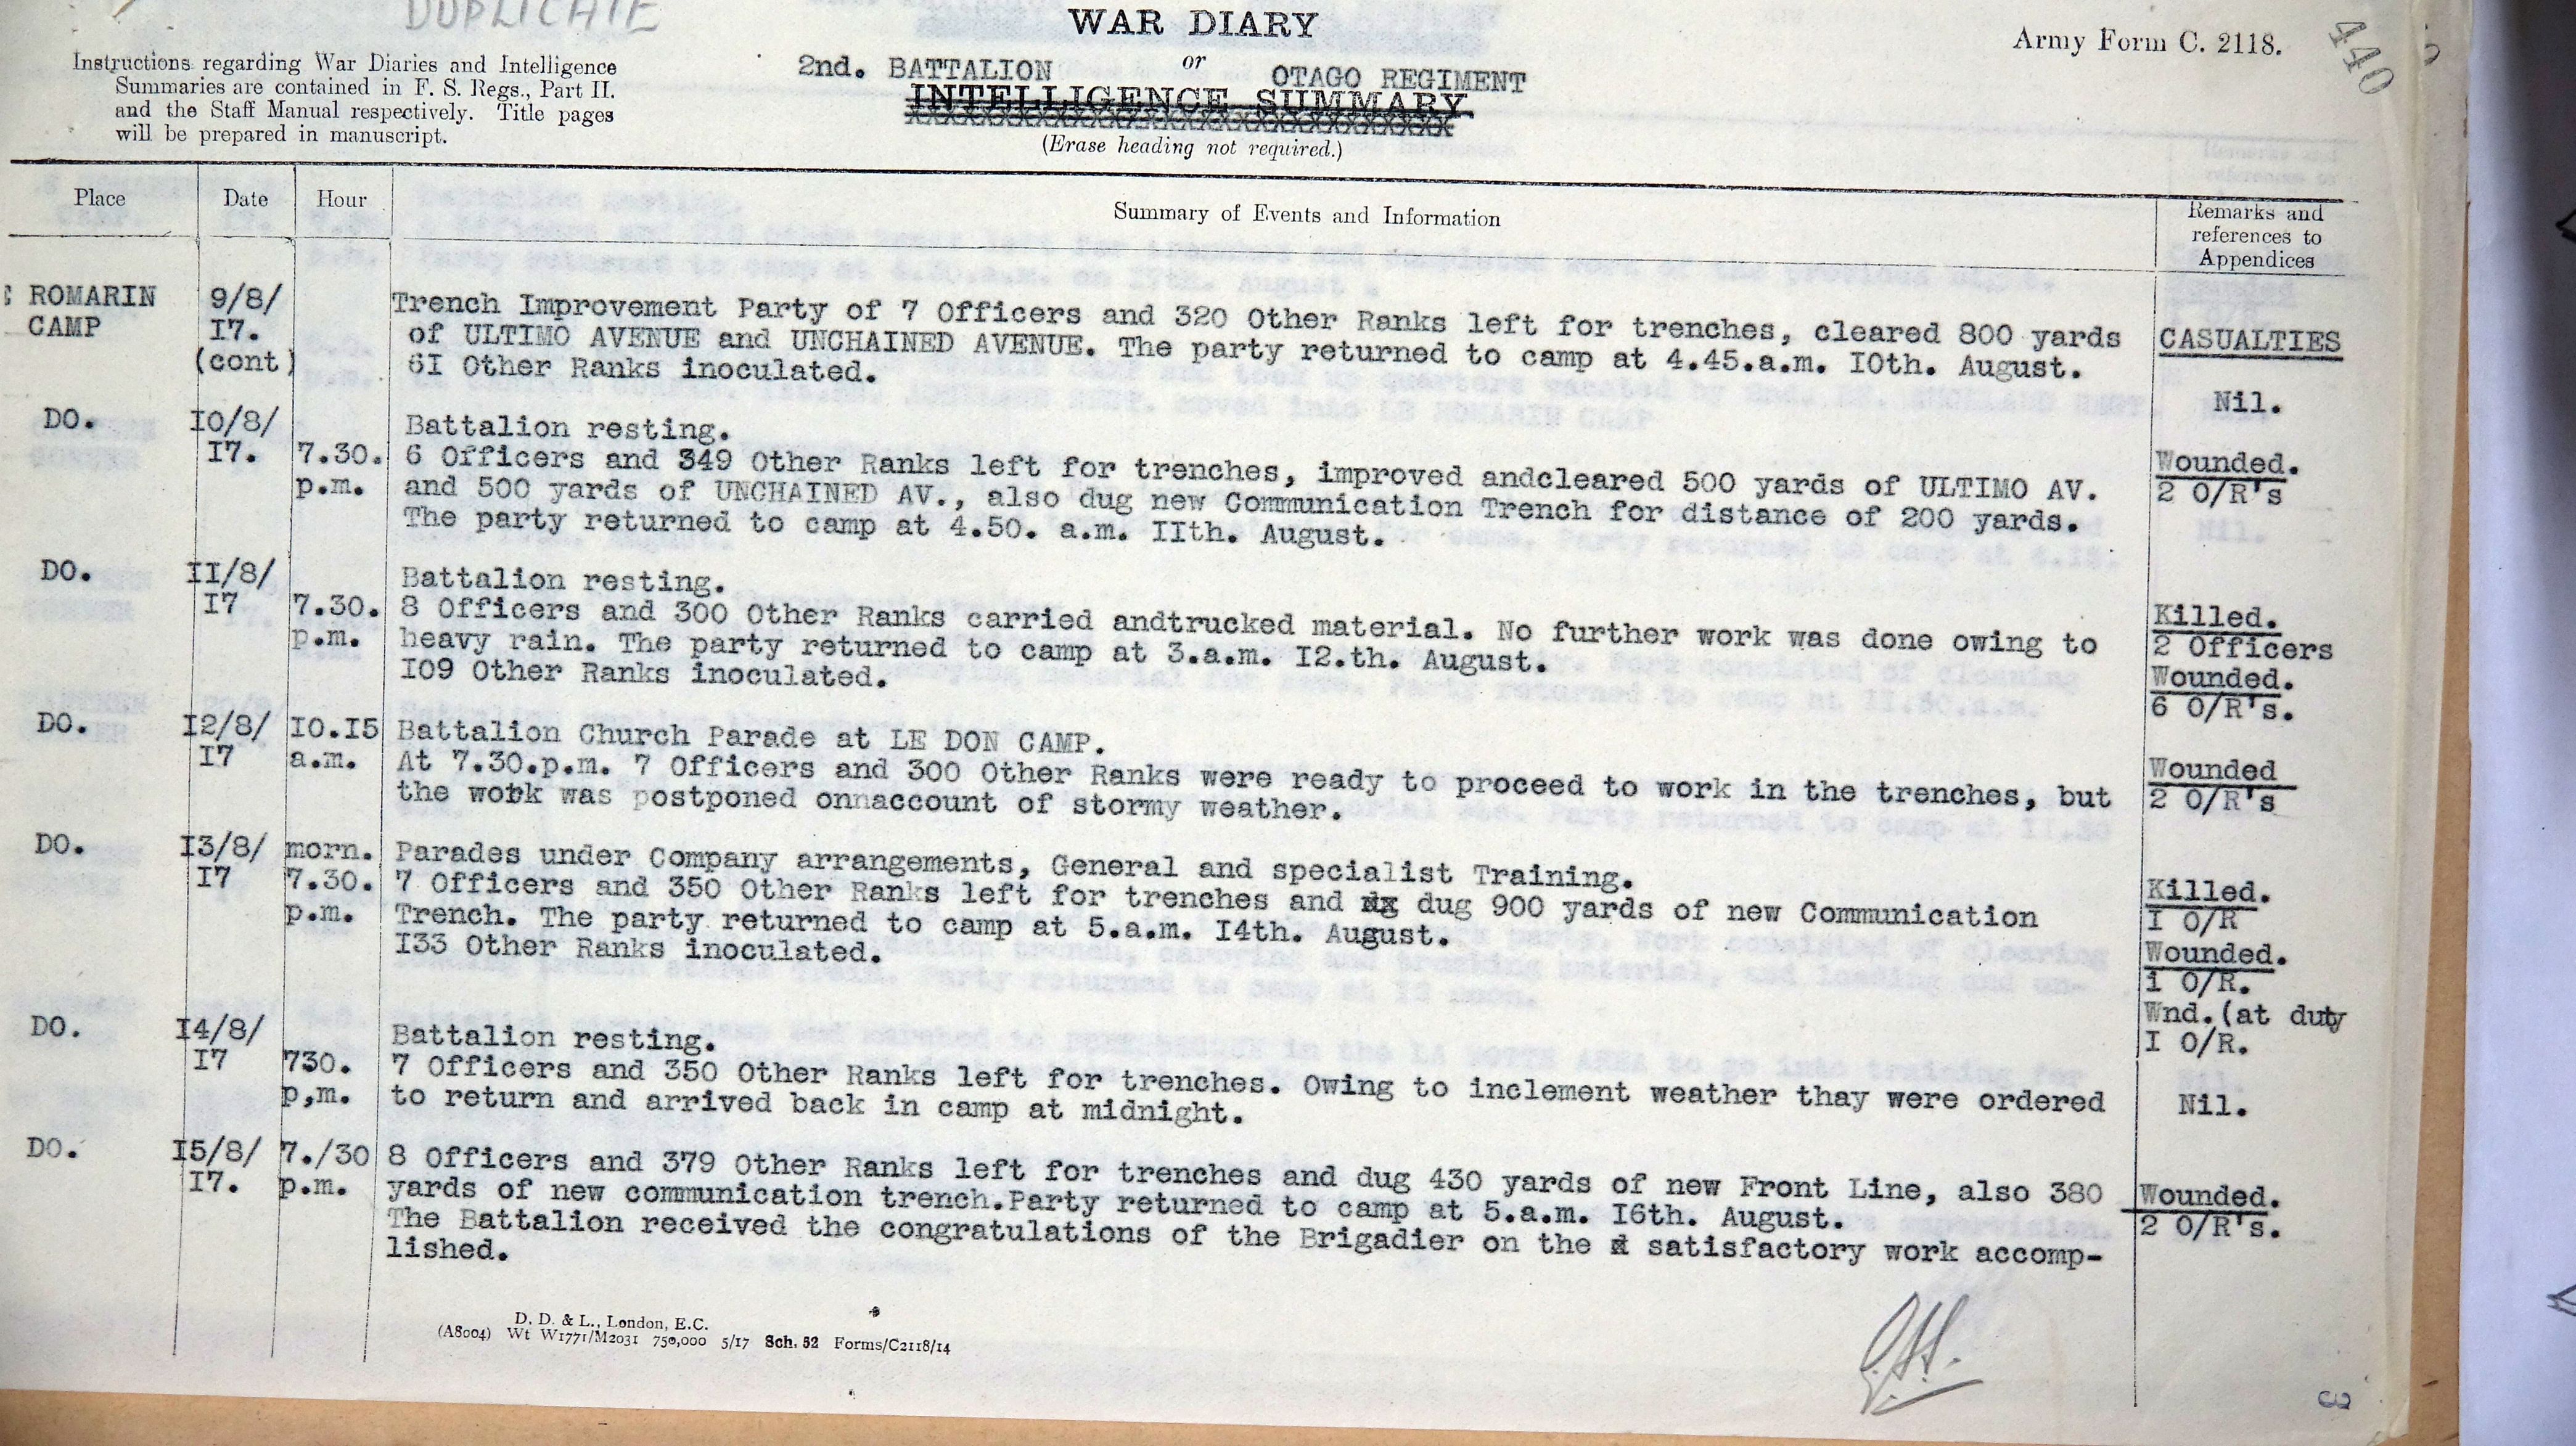 DUPLICATE
WAR DIARY
Army Form C. 2118.
440
Instructions regarding War Diaries and Intelligence
Summaries are contained in F. S. Regs., Part II.
and the Staff Manual respectively. Title pages
will be prepared in manuscript.
2nd. BATTALION or OTAGO REGIMENT
INTELLIGENCE SUMMARY
(Erase heading not required.)
Place Date Hour Summary of Events and Information Remarks and
references to
Appendices
ROMARIN 9/8/ Trench Improvement Party of 7 Officers and 320 Other Ranks left for trenches, cleared 800 yards
CAMP I7. of ULTIMO AVENUE and UNCHAINED AVENUE. The party returned to camp at 4.45.a.m. I0th. August. CASUALTIES
(cont) 6I Other Ranks inoculated.
Nil.
DO. I0/8/ Battalion resting.
I7. 7.30. 6 Officers and 349 Other Ranks left for trenches, improved andcleared 500 yards of ULTIMO AV. Wounded.
p.m. and 500 yards of UNCHAINED AV., also dug new Communication Trench for distance of 200 yards. 2 O/R's
The party returned to camp at 4.50. a.m. IIth. August.
DO. II/8/ Battalion resting.
I7 7.30. 8 Officers and 300 Other Ranks carried andtrucked material. No further work was done owing to Killed.
p.m. heavy rain. The party returned to camp at 3.a.m. I2.th. August. 2 Officers
I09 Other Ranks inoculated. Wounded.
6 O/R's.
DO. I2/8/ I0.I5 Battalion Church Parade at LE DON CAMP.
I7 a.m. At 7.30.p.m. 7 Officers and 300 Other Ranks were ready to proceed to work in the trenches, but Wounded
the work was postponed onnaccount of stormy weather. 2 O/R's
DO. I3/8/ morn. Parades under Company arrangements, General and specialist Training.
I7 7.30. 7 Officers and 350 Other Ranks left for trenches and dug 900 yards of new Communication Killed.
p.m. Trench. The party returned to camp at 5.a.m. I4th. August. I O/R
I33 Other Ranks inoculated. Wounded.
1 O/R.
Wnd.(at duty
DO. I4/8/ Battalion resting. I O/R.
I7 730. 7 Officers and 350 Other Ranks left for trenches. Owing to inclement weather thay were ordered
p,m. to return and arrived back in camp at midnight. Nil.
DO. I5/8/ 7./30 8 Officers and 379 Other Ranks left for trenches and dug 430 yards of new Front Line, also 380
I7. p.m. yards of new communication trench.Party returned to camp at 5.a.m. I6th. August. Wounded.
The Battalion received the congratulations of the Brigadier on the satisfactory work accomp- 2 O/R's.
lished.
D. D. & L., London, E.C.
(A8004) Wt W1771/M2031 750,000 5/17 Sch. 52 Forms/C2118/14
3